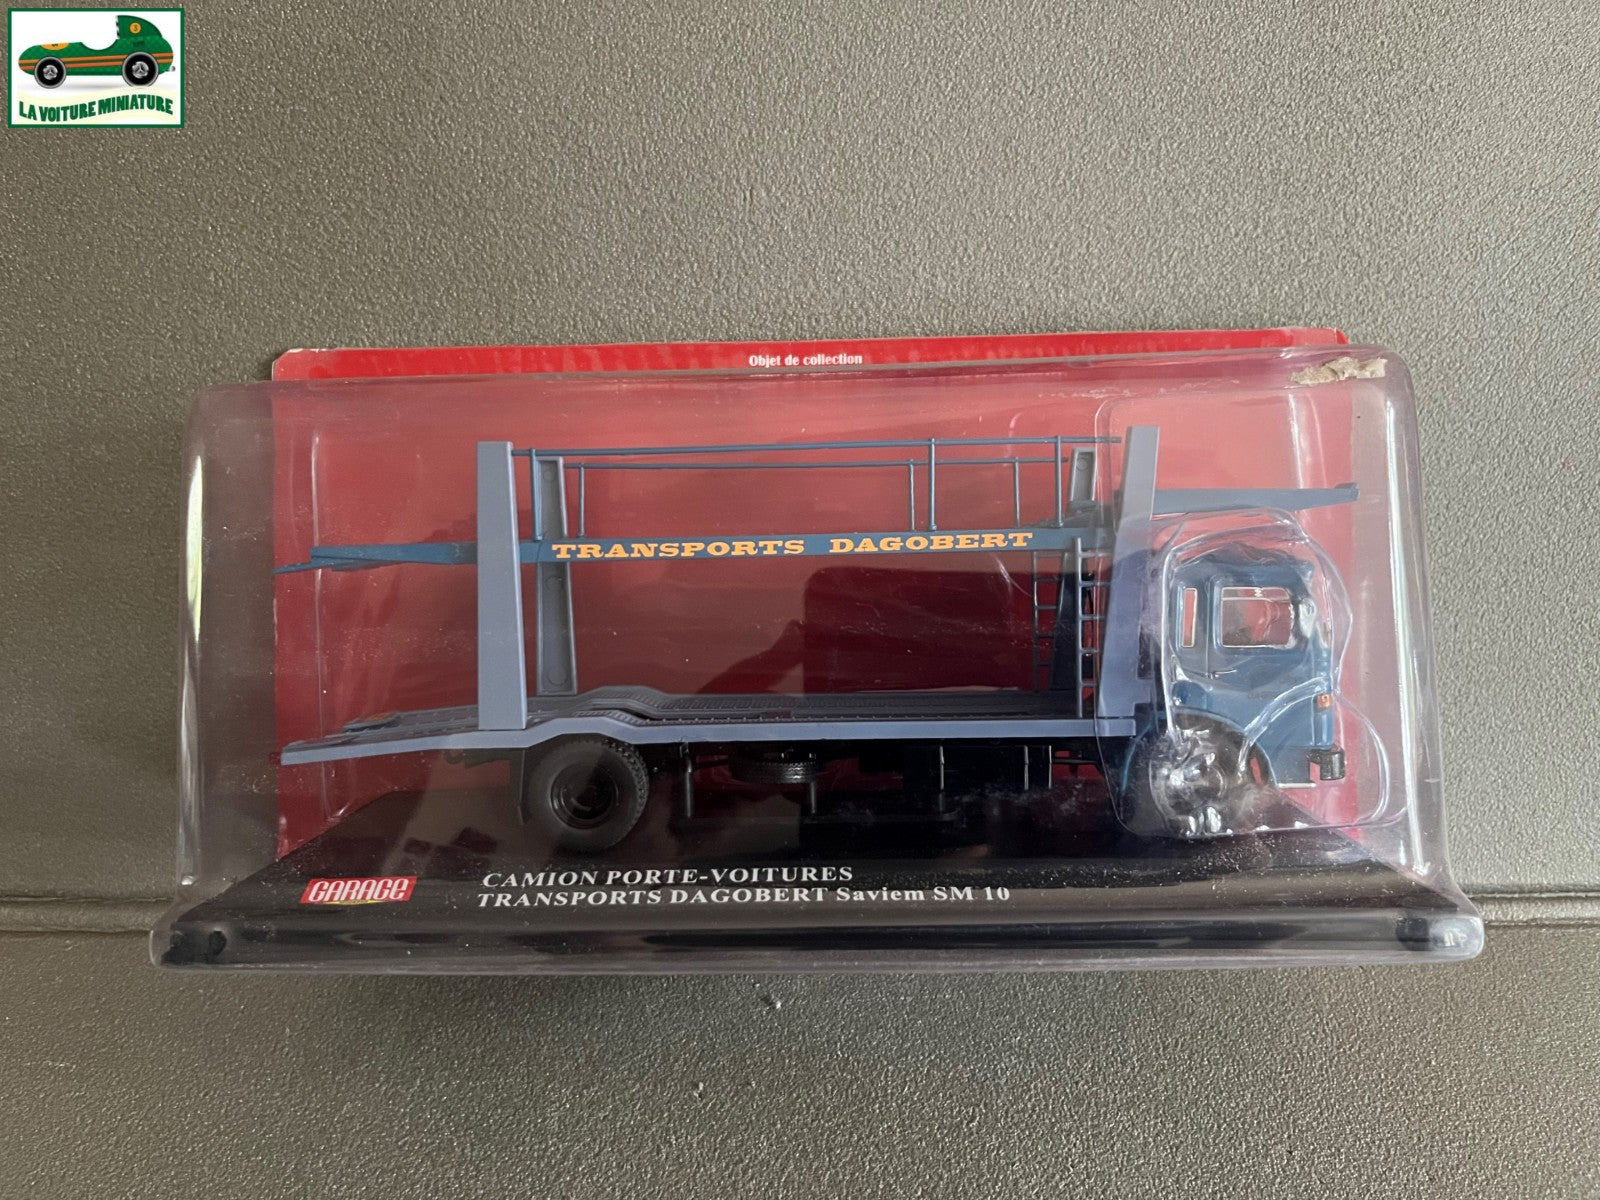 LA VOITURE MINIATURE
Objet de collection
TRANSPORTS DAGOBERT
GARAGE
CAMION PORTE-VOITURES
TRANSPORTS DAGOBERT Saviem SM 10